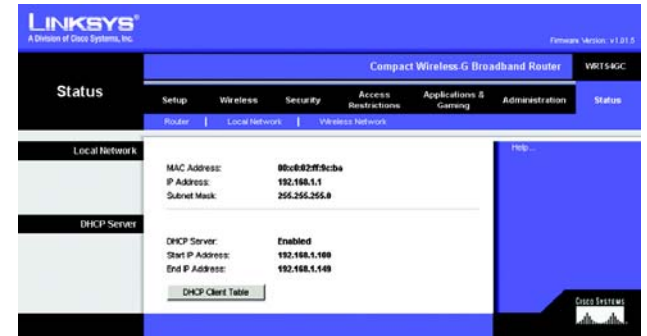 LINKSYS®
A Division of Cisco Systems, Inc.
Firmware Version: v1.01.5
Compact Wireless-G Broadband Router WRT54GC
Status
Setup Wireless Security Access Restrictions Applications & Gaming Administration Status
Router | Local Network | Wireless Network
Local Network
Help...
MAC Address: 00:c0:02:ff:9c:ba
IP Address: 192.168.1.1
Subnet Mask: 255.255.255.0
DHCP Server
DHCP Server: Enabled
Start IP Address: 192.168.1.100
End IP Address: 192.168.1.149
DHCP Client Table
CISCO SYSTEMS